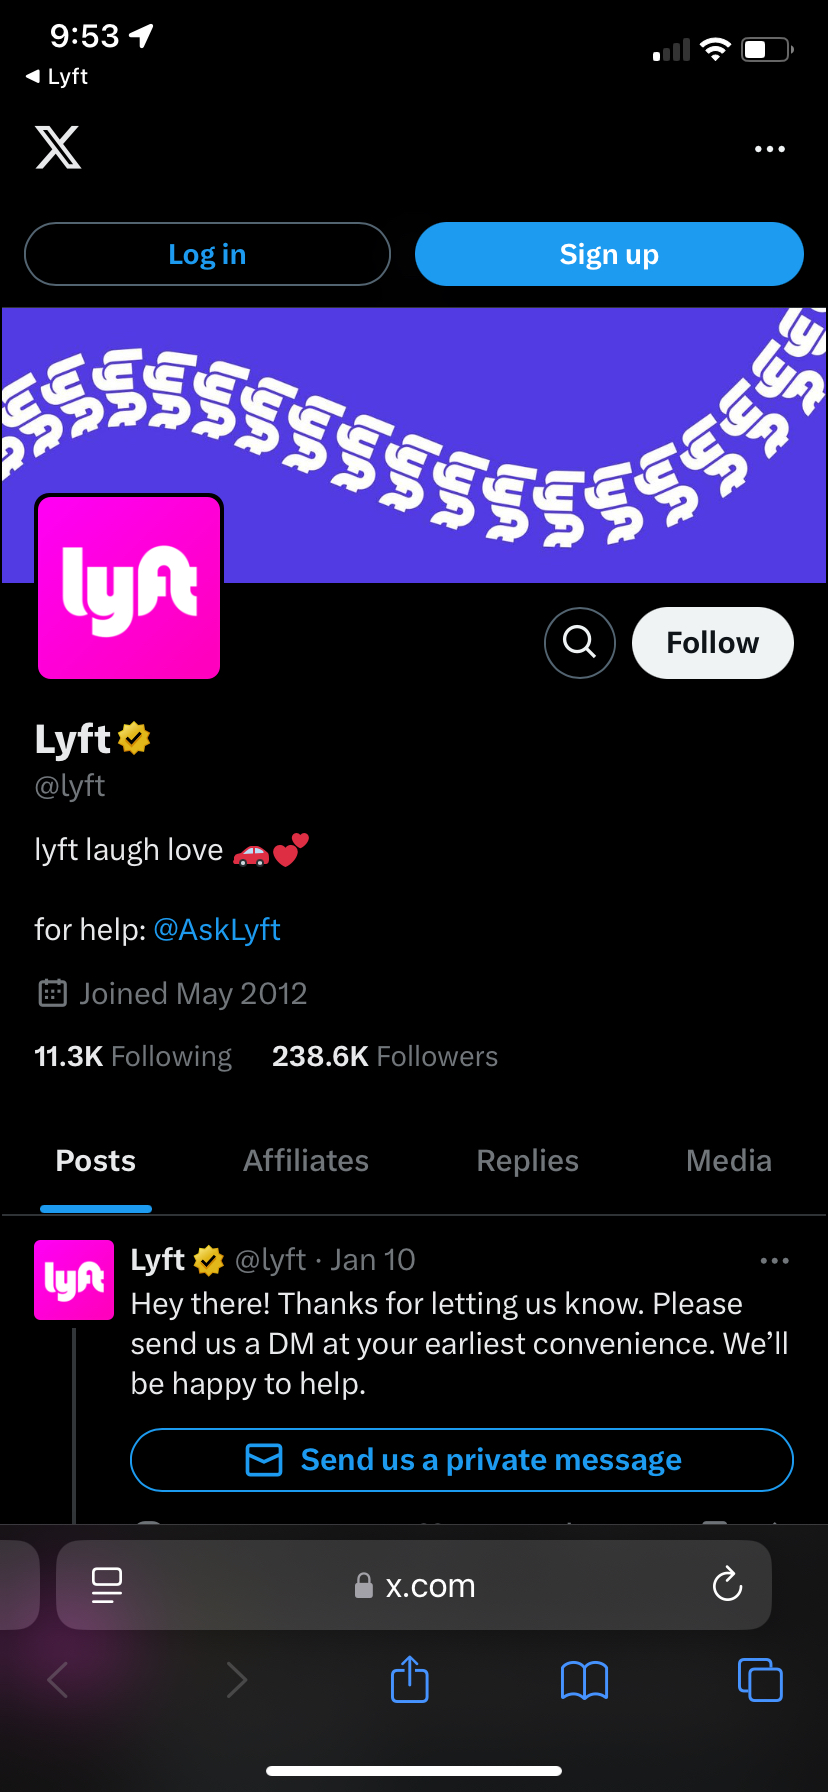 9:53
Lyft
Log in
Sign up
lyft
Lyft
@lyft
Follow
lyft laugh love
for help: @AskLyft
Joined May 2012
11.3K Following 238.6K Followers
Posts Affiliates Replies Media
lyft
Lyft @lyft · Jan 10
Hey there! Thanks for letting us know. Please
send us a DM at your earliest convenience. We’ll
be happy to help.
Send us a private message
x.com